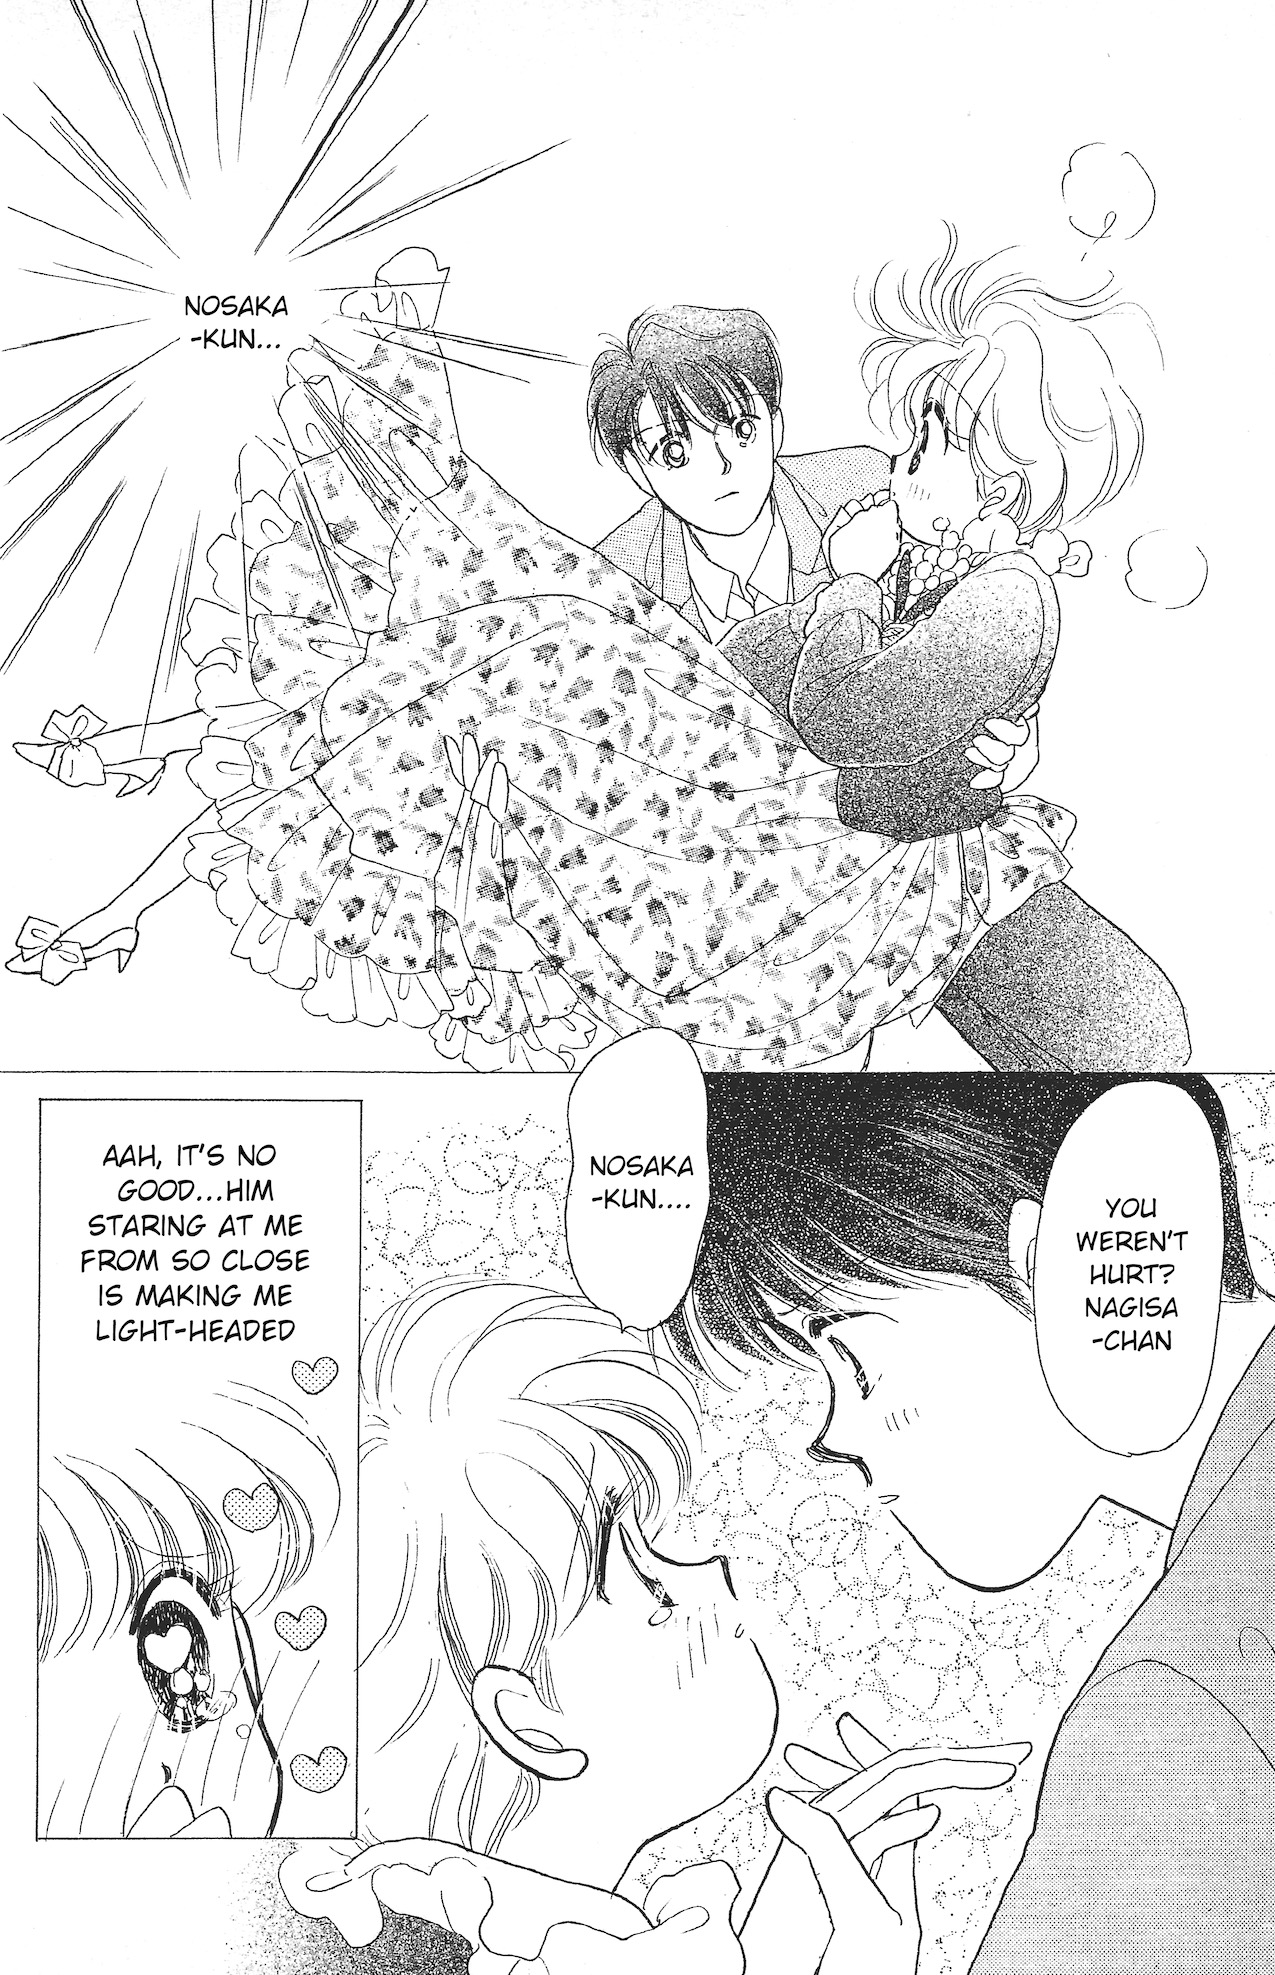 NOSAKA
-KUN...
YOU
WEREN'T
HURT?
NAGISA
-CHAN
NOSAKA
-KUN....
AAH, IT'S NO
GOOD...HIM
STARING AT ME
FROM SO CLOSE
IS MAKING ME
LIGHT-HEADED